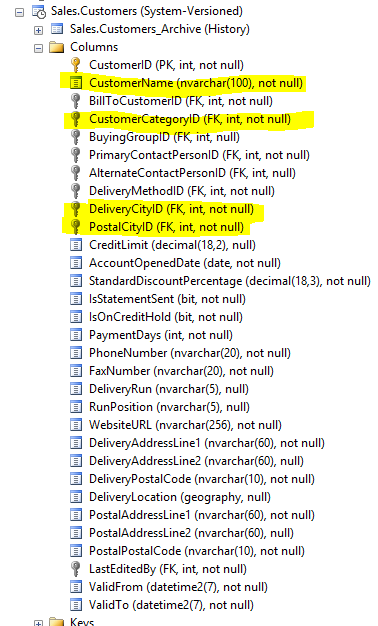 Sales.Customers (System-Versioned)
Sales.Customers_Archive (History)
Columns
CustomerID (PK, int, not null)
CustomerName (nvarchar(100), not null)
BillToCustomerID (FK, int, not null)
CustomerCategoryID (FK, int, not null)
BuyingGroupID (FK, int, null)
PrimaryContactPersonID (FK, int, not null)
AlternateContactPersonID (FK, int, null)
DeliveryMethodID (FK, int, not null)
DeliveryCityID (FK, int, not null)
PostalCityID (FK, int, not null)
CreditLimit (decimal(18,2), null)
AccountOpenedDate (date, not null)
StandardDiscountPercentage (decimal(18,3), not null)
IsStatementSent (bit, not null)
IsOnCreditHold (bit, not null)
PaymentDays (int, not null)
PhoneNumber (nvarchar(20), not null)
FaxNumber (nvarchar(20), not null)
DeliveryRun (nvarchar(5), null)
RunPosition (nvarchar(5), null)
WebsiteURL (nvarchar(256), not null)
DeliveryAddressLine1 (nvarchar(60), not null)
DeliveryAddressLine2 (nvarchar(60), null)
DeliveryPostalCode (nvarchar(10), not null)
DeliveryLocation (geography, null)
PostalAddressLine1 (nvarchar(60), not null)
PostalAddressLine2 (nvarchar(60), null)
PostalPostalCode (nvarchar(10), not null)
LastEditedBy (FK, int, not null)
ValidFrom (datetime2(7), not null)
ValidTo (datetime2(7), not null)
Keys